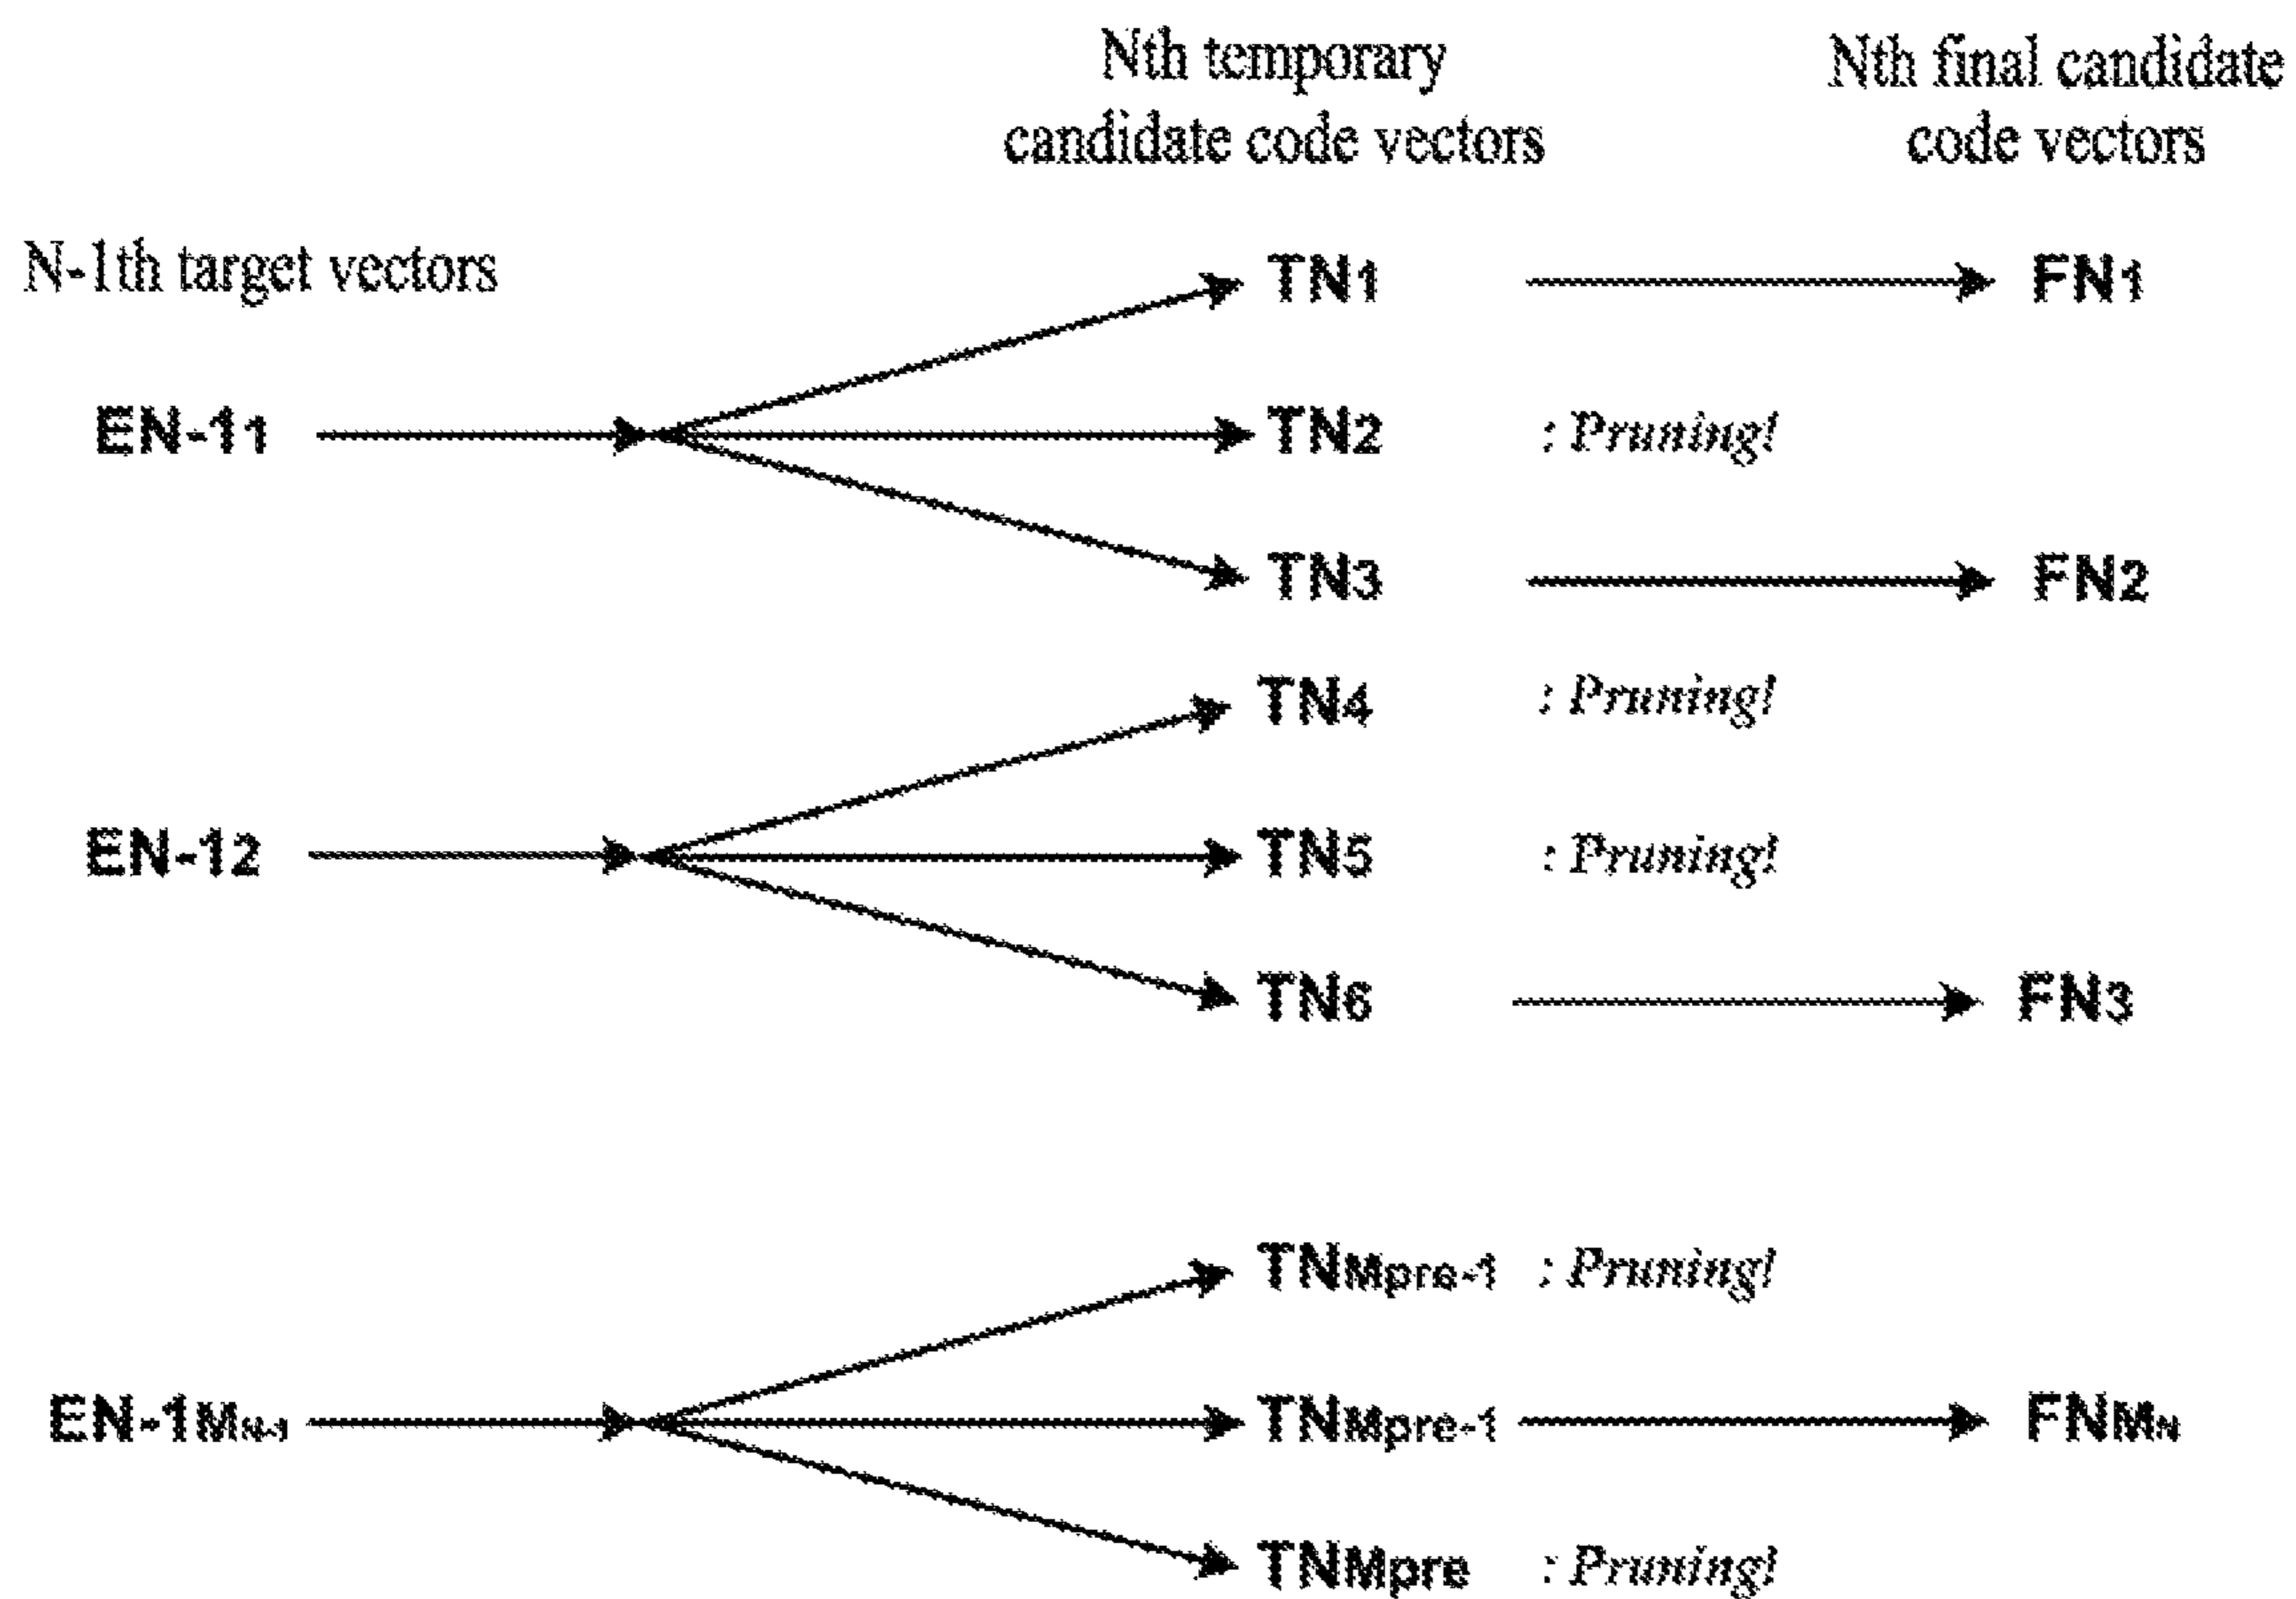 Nth temporary
candidate code vectors
Nth final candidate
code vectors
N-1th target vectors
TN1
FN1
EN-11
TN2
: Pruning!
TN3
FN2
TN4
: Pruning!
EN-12
TN5
: Pruning!
TN6
FN3
TNMpre-1
: Pruning!
EN-1MN-1
TNMpre-1
FNMN
TNMpre
: Pruning!